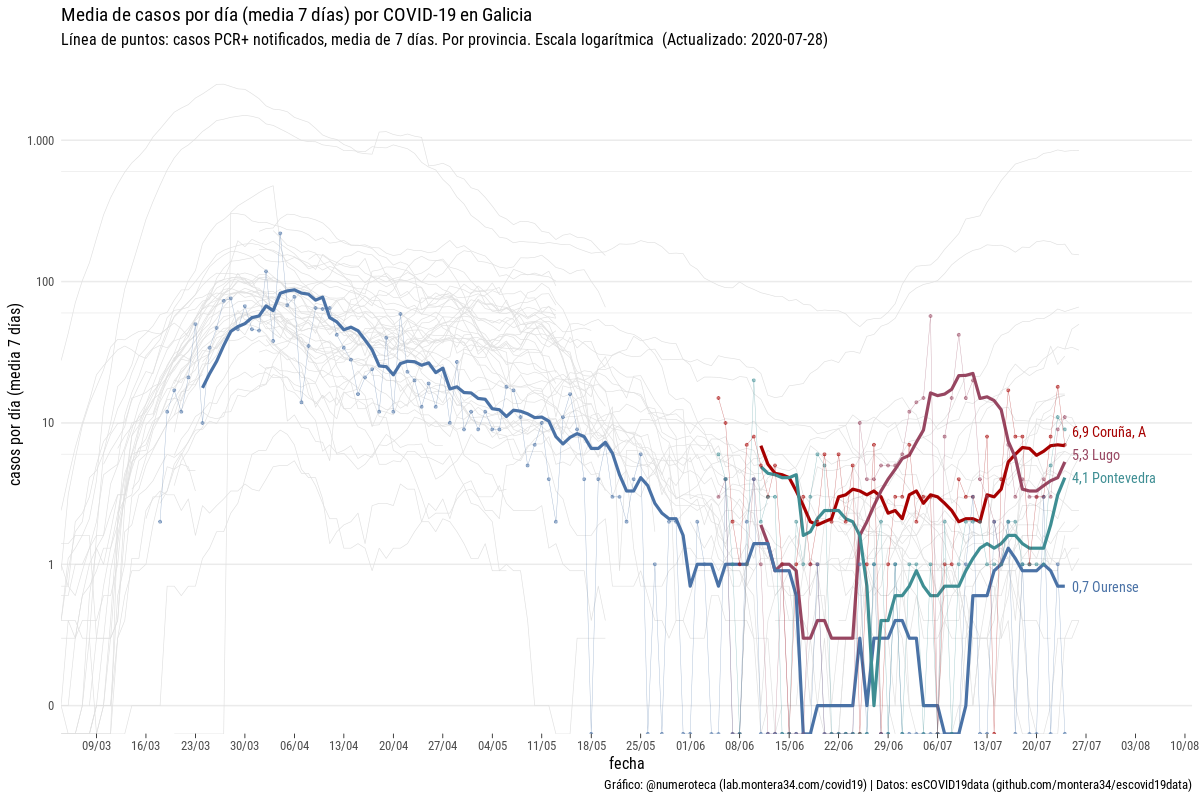 Media de casos por día (media 7 días) por COVID-19 en Galicia
Línea de puntos: casos PCR+ notificados, media de 7 días. Por provincia. Escala logarítmica (Actualizado: 2020-07-28)
casos por día (media 7 días)
1.000
100
10
1
0
6,9 Coruña, A
5,3 Lugo
4,1 Pontevedra
0,7 Ourense
09/03 16/03 23/03 30/03 06/04 13/04 20/04 27/04 04/05 11/05 18/05 25/05 01/06 08/06 15/06 22/06 29/06 06/07 13/07 20/07 27/07 03/08 10/08
fecha
Gráfico: @numeroteca (lab.montera34.com/covid19) | Datos: esCOVID19data (github.com/montera34/escovid19data)